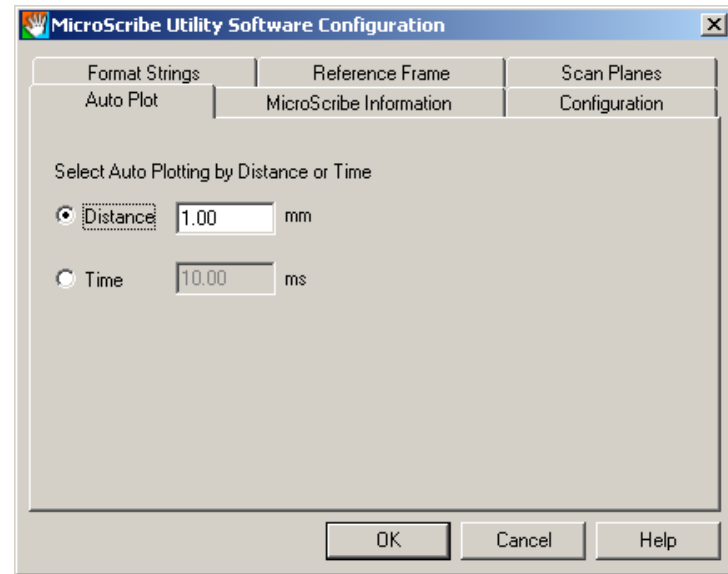 MicroScribe Utility Software Configuration
Format Strings Reference Frame Scan Planes
Auto Plot MicroScribe Information Configuration
Select Auto Plotting by Distance or Time
Distance 1.00 mm
Time 10.00 ms
OK Cancel Help